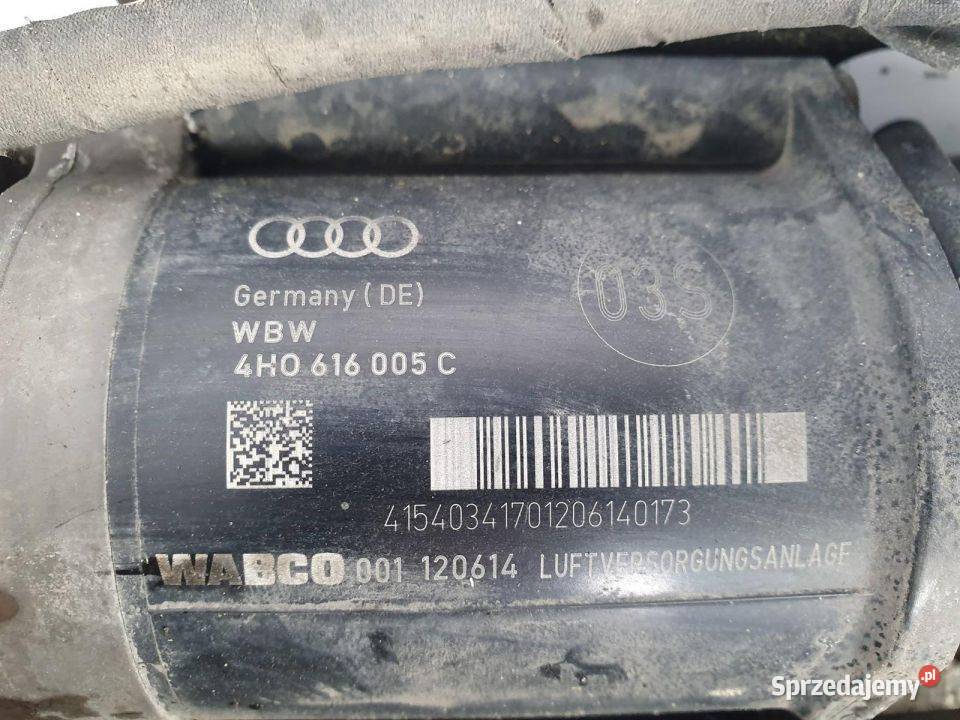 Germany (DE)
03S
WBW
4H0 616 005 C
41540341701206140173
WABCO 001 120614 LUFTVERSORGUNGSANLAGE
Sprzedajemy.pl